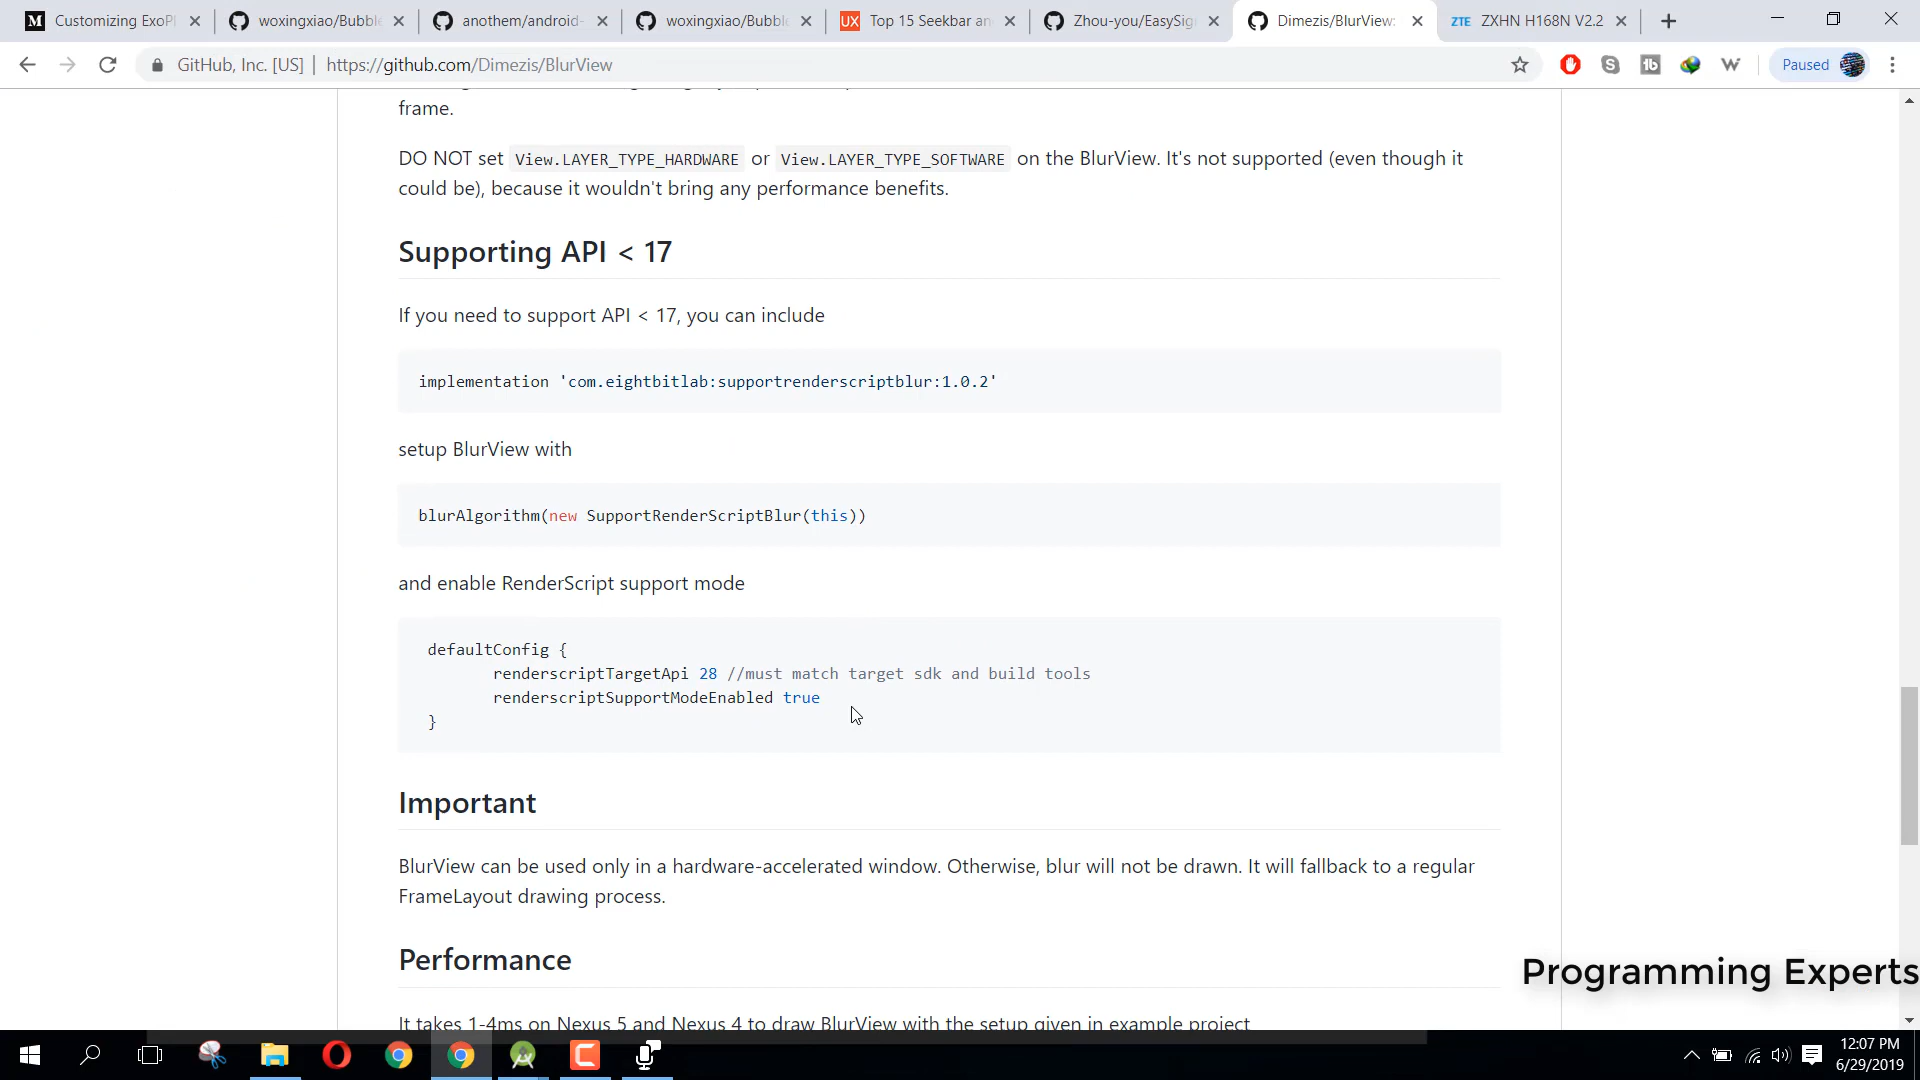 Customizing ExoPl
woxingxiao/Bubble
anothem/android-
woxingxiao/Bubble
UX Top 15 Seekbar an
Zhou-you/EasySig
Dimezis/BlurView:
ZTE ZXHN H168N V2.2
GitHub, Inc. [US] | https://github.com/Dimezis/BlurView
Paused
frame.
DO NOT set View.LAYER_TYPE_HARDWARE or View.LAYER_TYPE_SOFTWARE on the BlurView. It's not supported (even though it
could be), because it wouldn't bring any performance benefits.
Supporting API < 17
If you need to support API < 17, you can include
implementation 'com.eightbitlab:supportrenderscriptblur:1.0.2'
setup BlurView with
blurAlgorithm(new SupportRenderScriptBlur(this))
and enable RenderScript support mode
defaultConfig {
renderscriptTargetApi 28 //must match target sdk and build tools
renderscriptSupportModeEnabled true
}
Important
BlurView can be used only in a hardware-accelerated window. Otherwise, blur will not be drawn. It will fallback to a regular
FrameLayout drawing process.
Performance
Programming Experts
It takes 1-4ms on Nexus 5 and Nexus 4 to draw BlurView with the setup given in example project
12:07 PM
6/29/2019